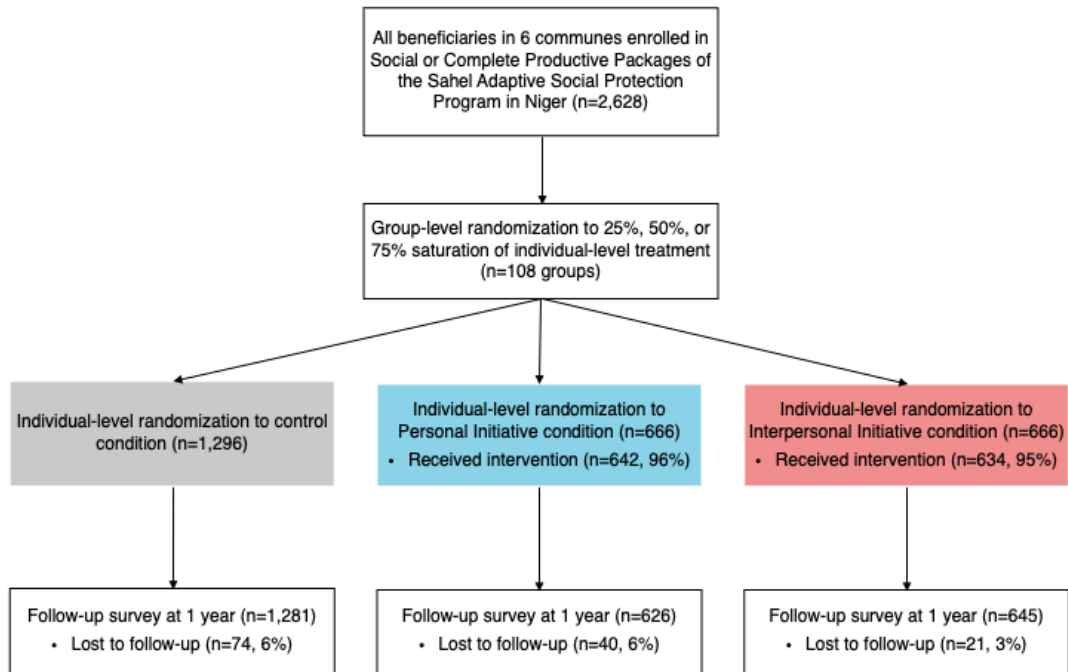 All beneficiaries in 6 communes enrolled in
Social or Complete Productive Packages of
the Sahel Adaptive Social Protection
Program in Niger (n=2,628)
Group-level randomization to 25%, 50%, or
75% saturation of individual-level treatment
(n=108 groups)
Individual-level randomization to control
condition (n=1,296)
Individual-level randomization to
Personal Initiative condition (n=666)
• Received intervention (n=642, 96%)
Individual-level randomization to
Interpersonal Initiative condition (n=666)
• Received intervention (n=634, 95%)
Follow-up survey at 1 year (n=1,281)
• Lost to follow-up (n=74, 6%)
Follow-up survey at 1 year (n=626)
• Lost to follow-up (n=40, 6%)
Follow-up survey at 1 year (n=645)
• Lost to follow-up (n=21, 3%)